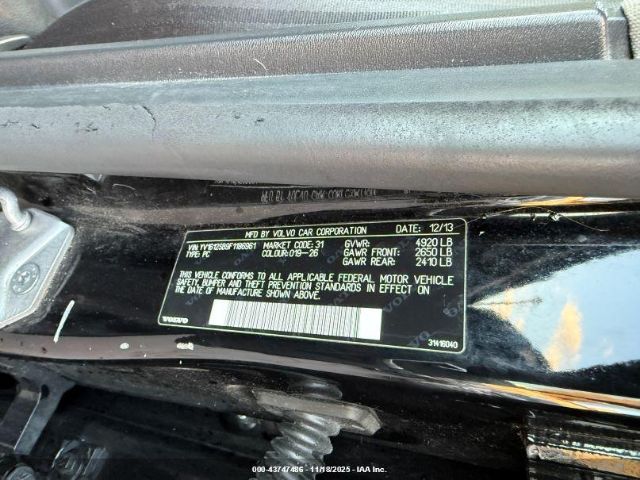 MFD BY VOLVO CAR CORPORATION DATE: 12/13
MARKET CODE: 31 GVWR: 4920 LB
TYPE: PC COLOUR: 019-26 GAWR FRONT: 2650 LB
GAWR REAR: 2410 LB
THIS VEHICLE CONFORMS TO ALL APPLICABLE FEDERAL MOTOR VEHICLE
SAFETY, BUMPER AND THEFT PREVENTION STANDARDS IN EFFECT ON
THE DATE OF MANUFACTURE SHOWN ABOVE.
VOLVO 31416040
000-43747486 - 11/18/2025 - IAA Inc.